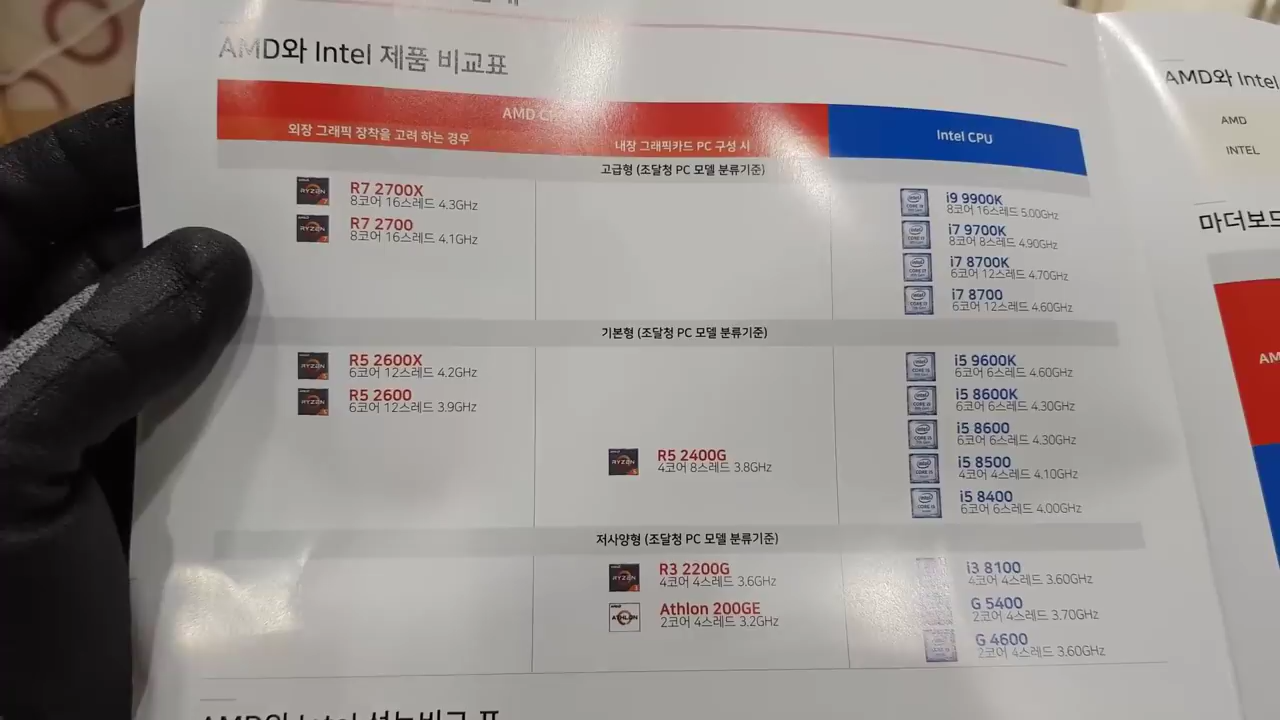 AMD와 Intel 제품 비교표
AMD
외장 그래픽 장착을 고려 하는 경우
내장 그래픽카드 PC 구성 시
Intel CPU
고급형 (조달청 PC 모델 분류기준)
R7 2700X
8코어 16스레드 4.3GHz
R7 2700
8코어 16스레드 4.1GHz
i9 9900K
8코어 16스레드 5.00GHz
i7 9700K
8코어 8스레드 4.90GHz
i7 8700K
6코어 12스레드 4.70GHz
i7 8700
6코어 12스레드 4.60GHz
기본형 (조달청 PC 모델 분류기준)
R5 2600X
6코어 12스레드 4.2GHz
R5 2600
6코어 12스레드 3.9GHz
R5 2400G
4코어 8스레드 3.8GHz
i5 9600K
6코어 6스레드 4.60GHz
i5 8600K
6코어 6스레드 4.30GHz
i5 8600
6코어 6스레드 4.30GHz
i5 8500
4코어 4스레드 4.10GHz
i5 8400
6코어 6스레드 4.00GHz
저사양형 (조달청 PC 모델 분류기준)
R3 2200G
4코어 4스레드 3.6GHz
Athlon 200GE
2코어 4스레드 3.2GHz
i3 8100
4코어 4스레드 3.60GHz
G 5400
2코어 4스레드 3.70GHz
G 4600
2코어 4스레드 3.60GHz
AMD와 Intel
AMD
INTEL
마더보드